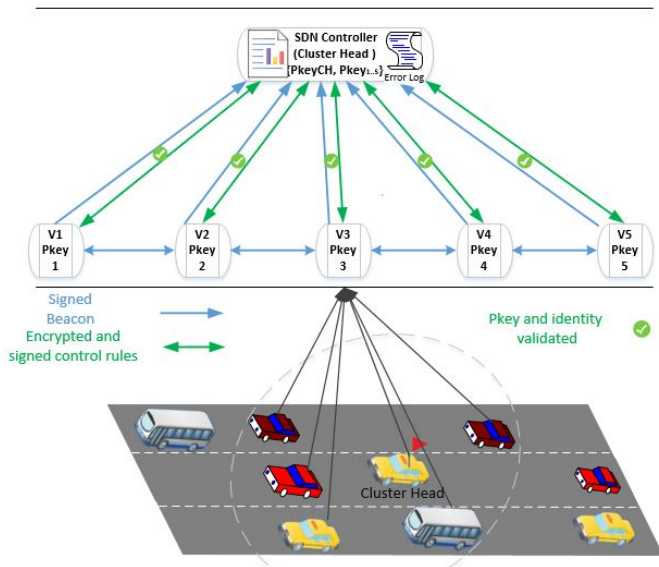 SDN Controller
(Cluster Head )
{PkeyCH, Pkey₁..₅}
Error Log
V1
Pkey
1
V2
Pkey
2
V3
Pkey
3
V4
Pkey
4
V5
Pkey
5
Signed
Beacon
Encrypted and
signed control rules
Pkey and identity
validated
Cluster Head